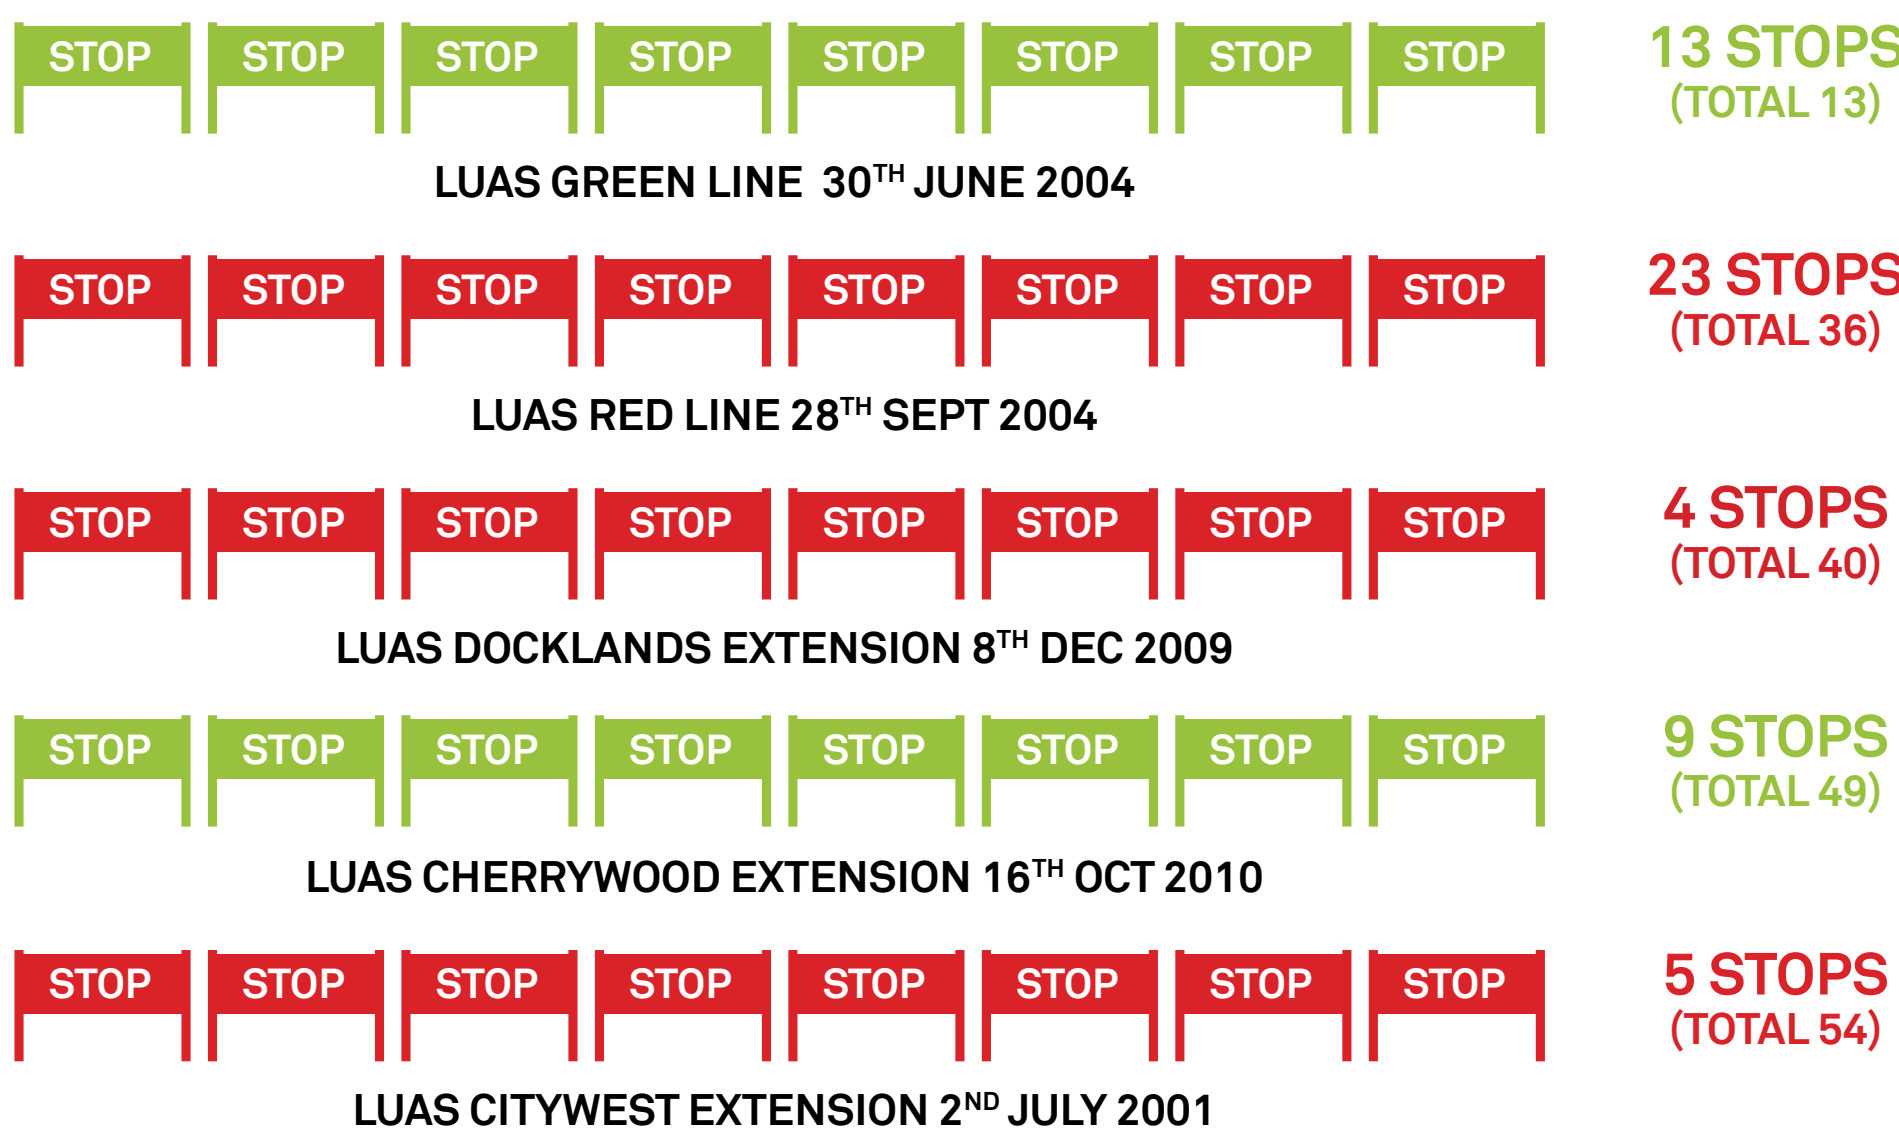 STOP STOP STOP STOP STOP STOP STOP STOP 13 STOPS
(TOTAL 13)
LUAS GREEN LINE 30TH JUNE 2004
STOP STOP STOP STOP STOP STOP STOP STOP 23 STOPS
(TOTAL 36)
LUAS RED LINE 28TH SEPT 2004
STOP STOP STOP STOP STOP STOP STOP STOP 4 STOPS
(TOTAL 40)
LUAS DOCKLANDS EXTENSION 8TH DEC 2009
STOP STOP STOP STOP STOP STOP STOP STOP 9 STOPS
(TOTAL 49)
LUAS CHERRYWOOD EXTENSION 16TH OCT 2010
STOP STOP STOP STOP STOP STOP STOP STOP 5 STOPS
(TOTAL 54)
LUAS CITYWEST EXTENSION 2ND JULY 2001